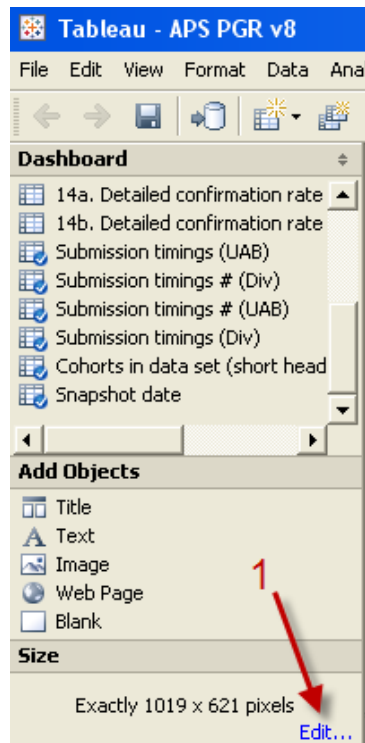 Tableau - APS PGR v8
File Edit View Format Data Ana
Dashboard
14a. Detailed confirmation rate
14b. Detailed confirmation rate
Submission timings (UAB)
Submission timings # (Div)
Submission timings # (UAB)
Submission timings (Div)
Cohorts in data set (short head
Snapshot date
Add Objects
Title
A Text
Image
1
Web Page
Blank
Size
Exactly 1019 x 621 pixels
Edit...